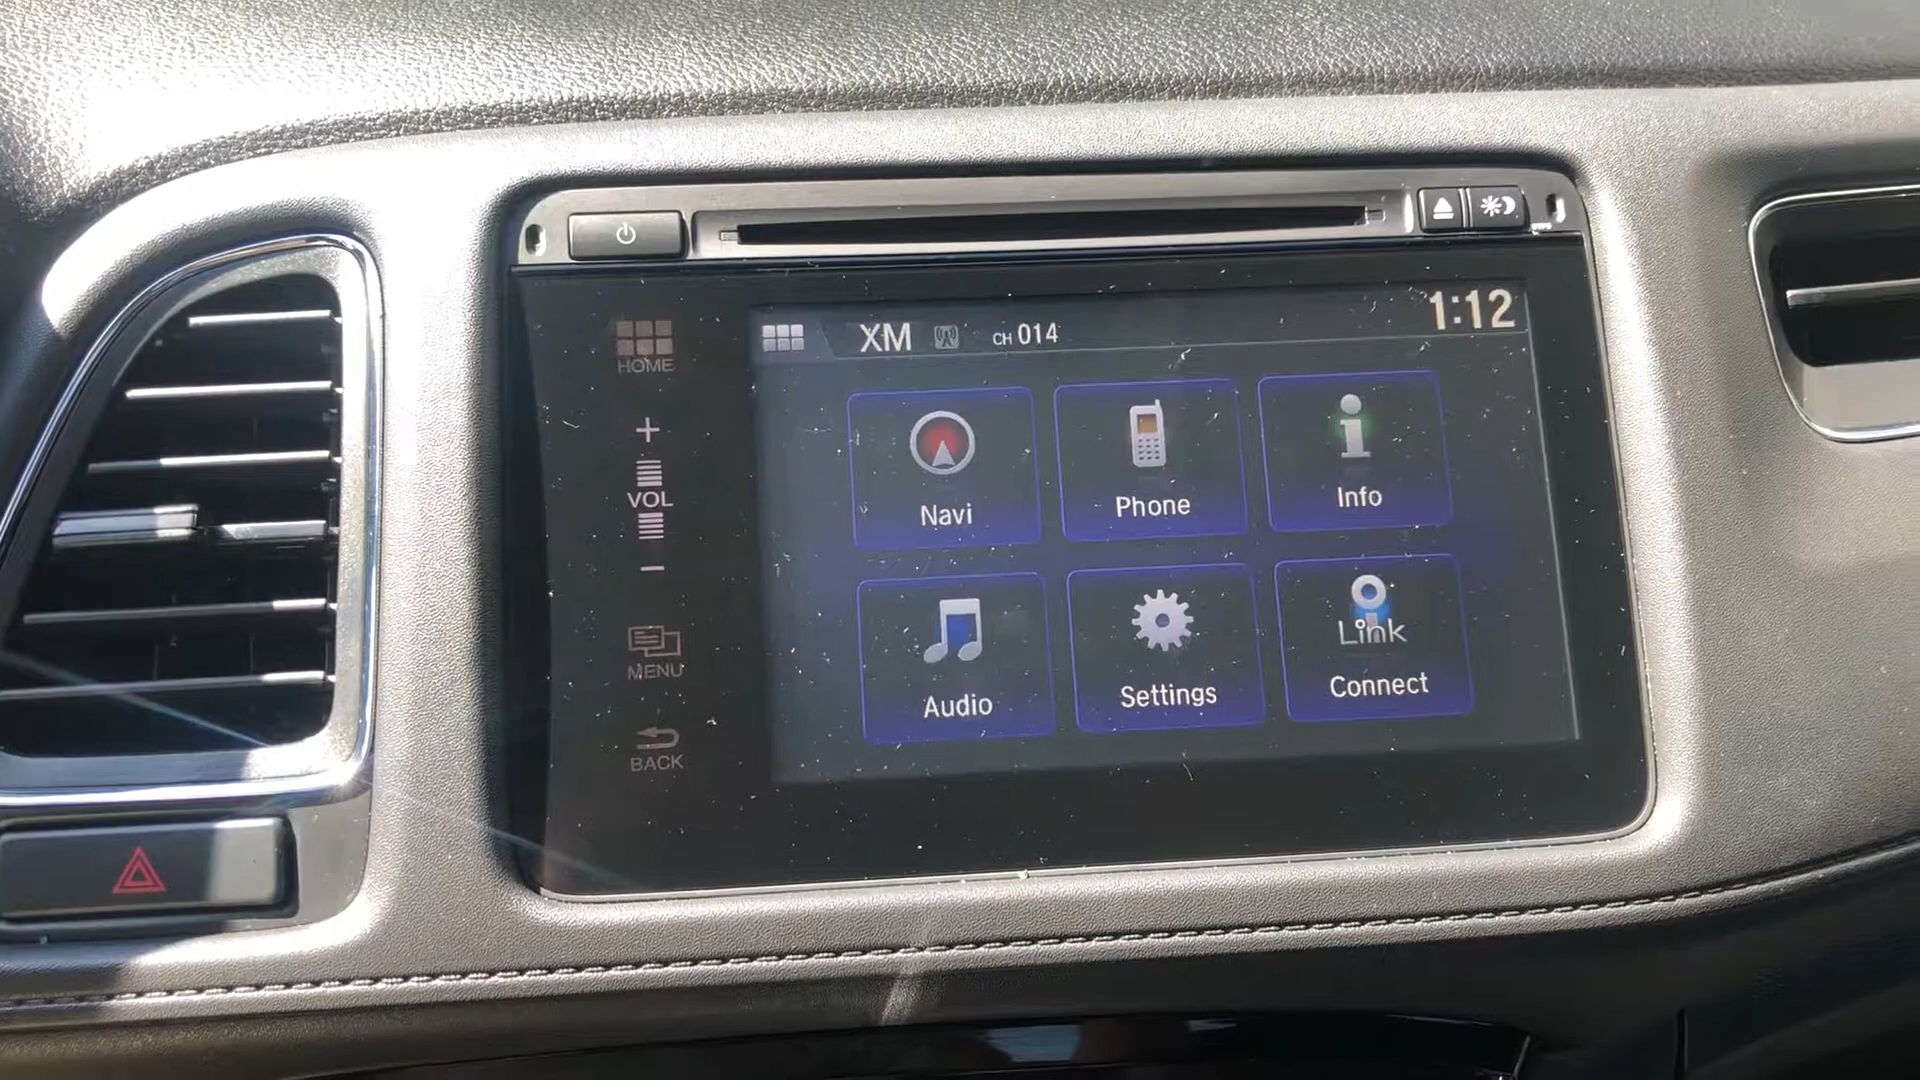 HOME
VOL
MENU
BACK
XM CH 014
1:12
Navi
Phone
Info
Audio
Settings
Link
Connect